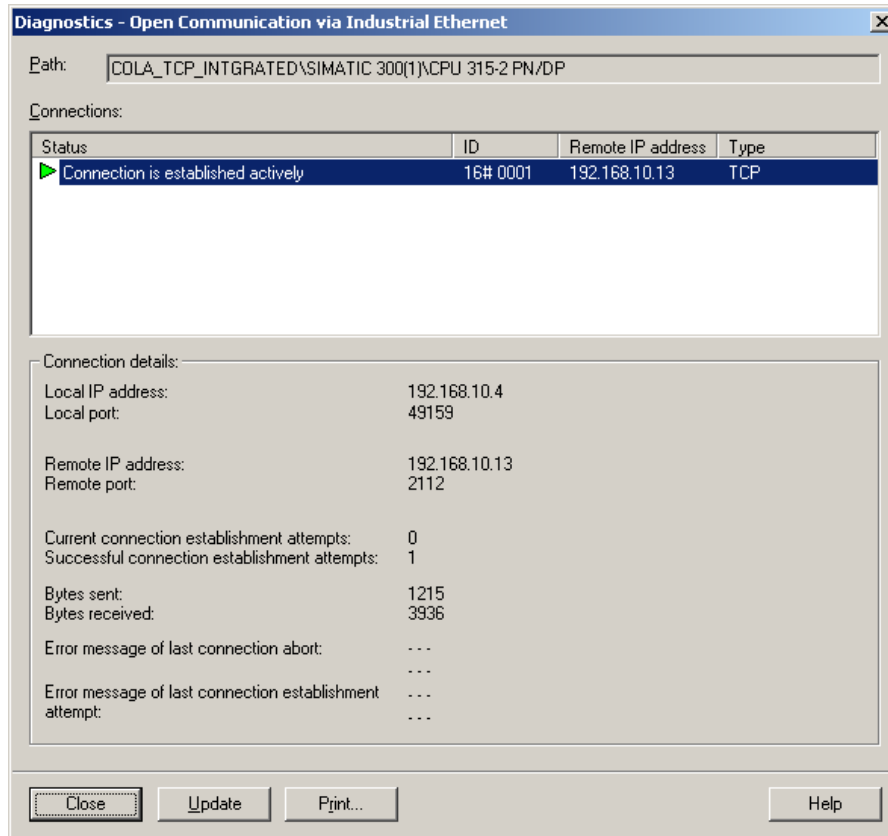 Diagnostics - Open Communication via Industrial Ethernet
Path: COLA_TCP_INTGRATED\SIMATIC 300(1)\CPU 315-2 PN/DP
Connections:
Status ID Remote IP address Type
Connection is established actively 16# 0001 192.168.10.13 TCP
Connection details:
Local IP address: 192.168.10.4
Local port: 49159
Remote IP address: 192.168.10.13
Remote port: 2112
Current connection establishment attempts: 0
Successful connection establishment attempts: 1
Bytes sent: 1215
Bytes received: 3936
Error message of last connection abort: - - -
- - -
Error message of last connection establishment - - -
attempt: - - -
Close Update Print... Help